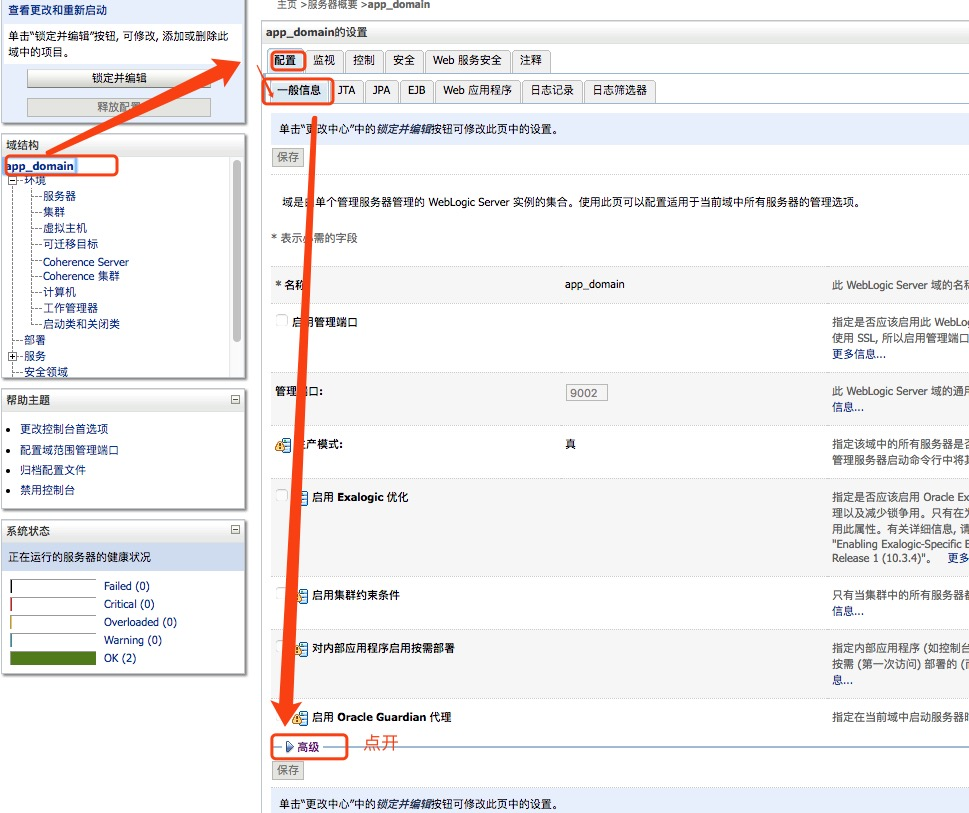 查看更改和重新启动
单击“锁定并编辑”按钮, 可修改, 添加或删除此
域中的项目。
锁定并编辑
释放配置
域结构
app_domain
环境
服务器
集群
虚拟主机
可迁移目标
Coherence Server
Coherence 集群
计算机
工作管理器
启动类和关闭类
部署
服务
安全领域
帮助主题
更改控制台首选项
配置域范围管理端口
归档配置文件
禁用控制台
系统状态
正在运行的服务器的健康状况
Failed (0)
Critical (0)
Overloaded (0)
Warning (0)
OK (2)
主页 >服务器概要 >app_domain
app_domain的设置
配置 监视 控制 安全 Web 服务安全 注释
一般信息 JTA JPA EJB Web 应用程序 日志记录 日志筛选器
单击“更改中心”中的锁定并编辑按钮可修改此页中的设置。
保存
域是由单个管理服务器管理的 WebLogic Server 实例的集合。使用此页可以配置适用于当前域中所有服务器的管理选项。
* 表示必需的字段
* 名称 app_domain 此 WebLogic Server 域的名称
启用管理端口 指定是否应该启用此 WebLog
使用 SSL, 所以启用管理端口
更多信息...
管理端口: 9002 此 WebLogic Server 域的通用
信息...
生产模式: 真 指定该域中的所有服务器是否
管理服务器启动命令行中将其
启用 Exalogic 优化 指定是否应该启用 Oracle Ex
理以及减少锁争用。只有在为
用此属性。有关详细信息, 请
"Enabling Exalogic-Specific E
Release 1 (10.3.4)"。 更多
启用集群约束条件 只有当集群中的所有服务器都
信息...
对内部应用程序启用按需部署 指定内部应用程序 (如控制台
按需 (第一次访问) 部署的 (而
息...
启用 Oracle Guardian 代理 指定在当前域中启动服务器时
高级 点开
保存
单击“更改中心”中的锁定并编辑按钮可修改此页中的设置。